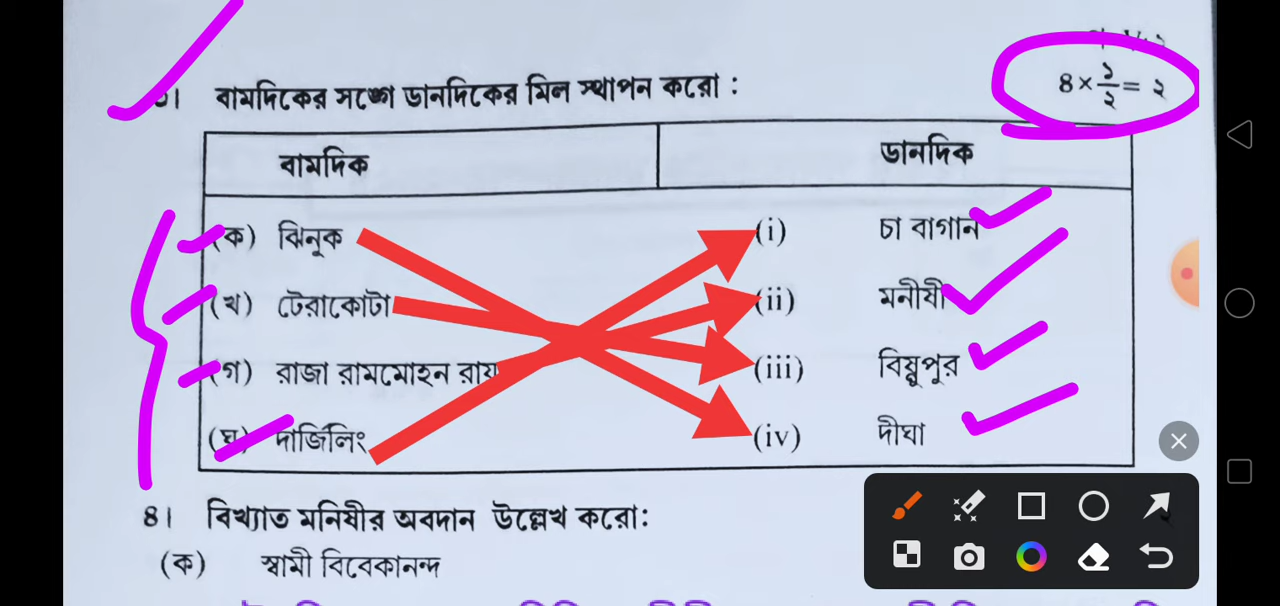 ৩। বামদিকের সঙ্গে ডানদিকের মিল স্থাপন করো :
৪ × ১/২ = ২
বামদিক ডানদিক
(ক) ঝিনুক (i) চা বাগান
(খ) টেরাকোটা (ii) মনীষী
(গ) রাজা রামমোহন রায় (iii) বিষ্ণুপুর
(ঘ) দার্জিলিং (iv) দীঘা
৪। বিখ্যাত মনিষীর অবদান উল্লেখ করো:
(ক) স্বামী বিবেকানন্দ